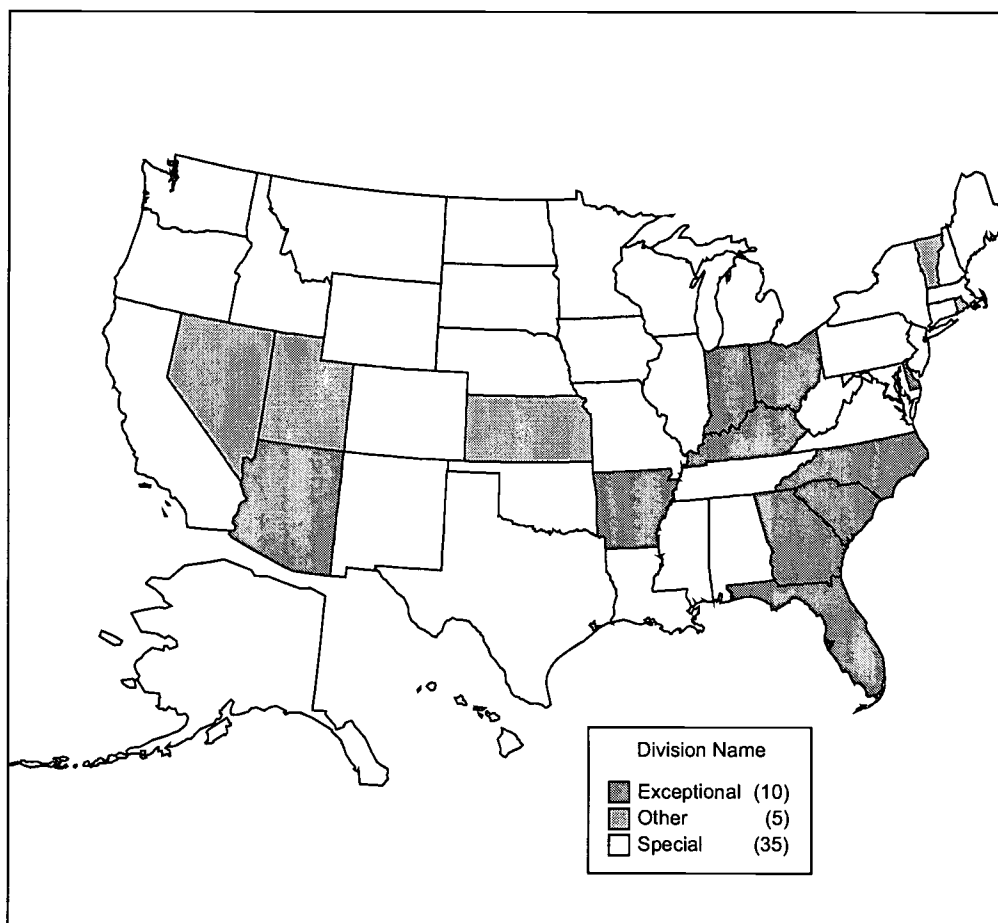 Division Name
Exceptional (10)
Other (5)
Special (35)